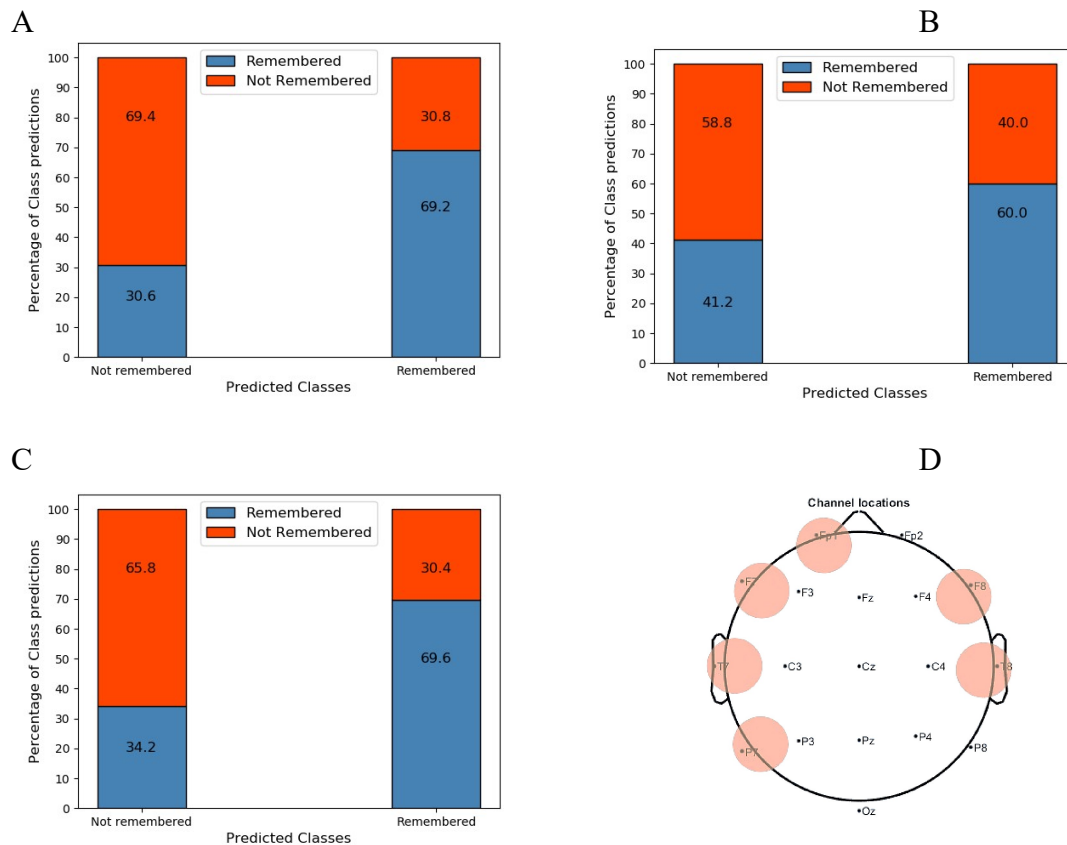 A
Percentage of Class predictions
100
90
80
70
60
50
40
30
20
10
0
Remembered
Not Remembered
69.4
30.8
69.2
30.6
Not remembered
Remembered
Predicted Classes
B
Percentage of Class predictions
100
90
80
70
60
50
40
30
20
10
0
Remembered
Not Remembered
58.8
40.0
60.0
41.2
Not remembered
Remembered
Predicted Classes
C
Percentage of Class predictions
100
90
80
70
60
50
40
30
20
10
0
Remembered
Not Remembered
65.8
30.4
69.6
34.2
Not remembered
Remembered
Predicted Classes
D
Channel locations
Fp1 Fp2
F7 F3 Fz F4 F8
T7 C3 Cz C4 T8
P7 P3 Pz P4 P8
Oz